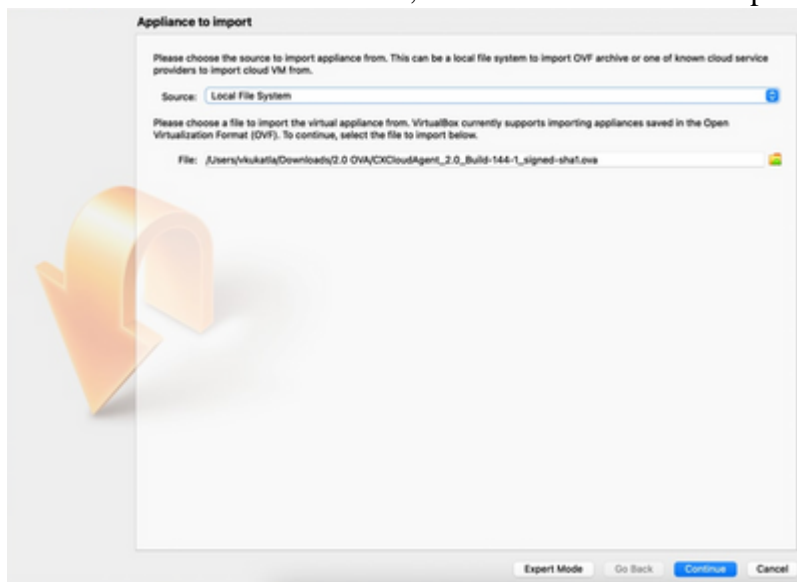 Appliance to import
Please choose the source to import appliance from. This can be a local file system to import OVF archive or one of known cloud service
providers to import cloud VM from.
Source: Local File System
Please choose a file to import the virtual appliance from. VirtualBox currently supports importing appliances saved in the Open
Virtualization Format (OVF). To continue, select the file to import below.
File: /Users/vkukatla/Downloads/2.0 OVA/CXCloudAgent_2.0_Build-144-1_signed-sha1.ova
Expert Mode Go Back Continue Cancel